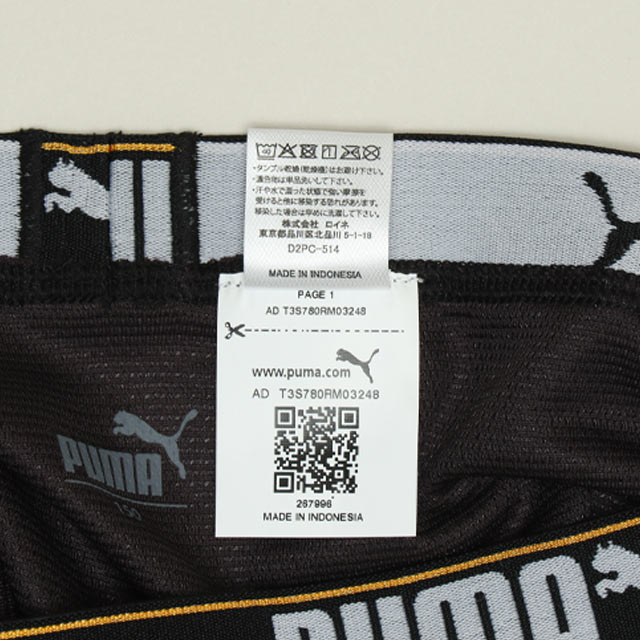 ・タンブル乾燥(乾燥機)はお避け下さい。
・濃色物は単品洗いして下さい。
・汗や水で湿った状態で強い摩擦を
受けると他に移染する恐れがあります。
移染した場合は早めに洗濯して下さい。
株式会社 ロイネ
東京都品川区北品川 5-1-18
D2PC-514
MADE IN INDONESIA
PAGE 1
AD T3S780RM03248
www.puma.com
AD T3S780RM03248
267996
MADE IN INDONESIA
PUMA
PUMA